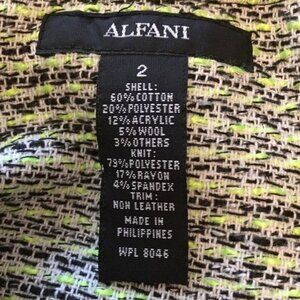 ALFANI
2
SHELL:
60%COTTON
20%POLYESTER
12%ACRYLIC
5%WOOL
3%OTHERS
KNIT:
79%POLYESTER
17%RAYON
4%SPANDEX
TRIM:
NON LEATHER
MADE IN
PHILIPPINES
WPL 8046